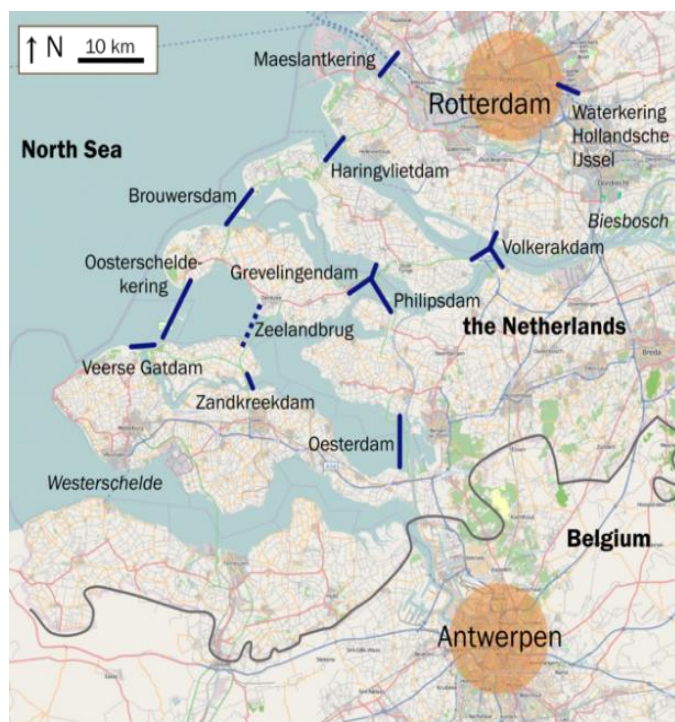 ↑ N 10 km
Maeslantkering
Rotterdam
Waterkering
Hollandsche
IJssel
North Sea
Haringvlietdam
Brouwersdam
Biesbosch
Volkerakdam
Oosterschelde-
kering
Grevelingendam
Philipsdam
Zeelandbrug
the Netherlands
Veerse Gatdam
Breda
Zandkreekdam
Oesterdam
Westerschelde
Belgium
Antwerpen